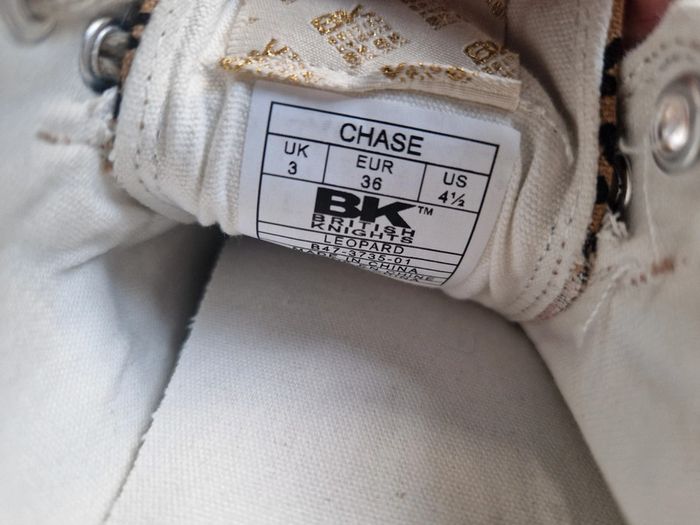 CHASE
UK EUR US
3 36 4½
BK™
BRITISH
KNIGHTS
LEOPARD
B47-3735-01
MADE IN CHINA